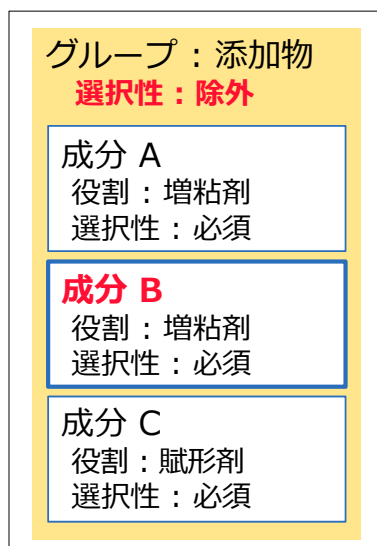 グループ：添加物
選択性：除外
成分 A
役割：増粘剤
選択性：必須
成分 B
役割：増粘剤
選択性：必須
成分 C
役割：賦形剤
選択性：必須